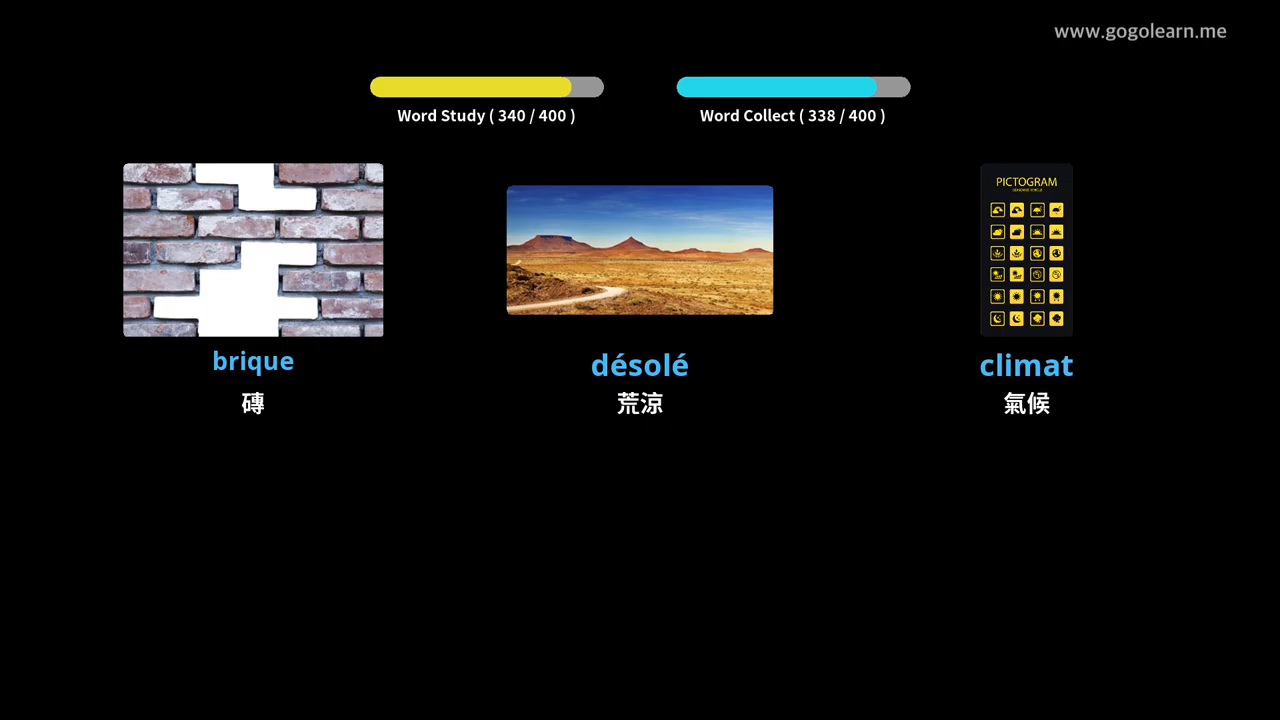 www.gogolearn.me
Word Study ( 340 / 400 )
Word Collect ( 338 / 400 )
PICTOGRAM
brique
désolé
climat
磚
荒涼
氣候